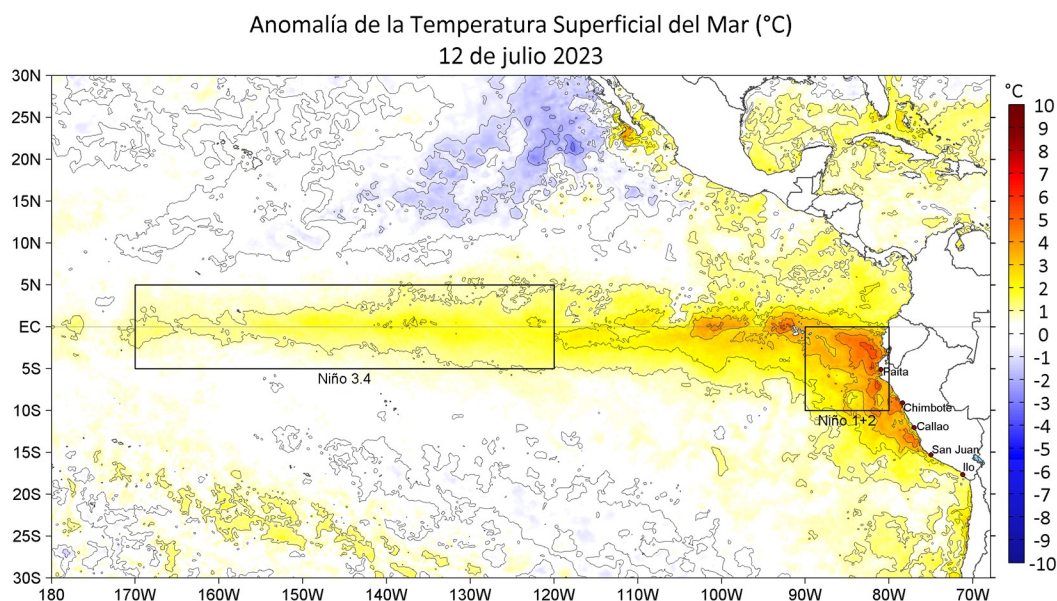 Anomalía de la Temperatura Superficial del Mar (°C)
12 de julio 2023
30N
25N
20N
15N
10N
5N
EC
5S
10S
15S
20S
25S
30S
180
170W
160W
150W
140W
130W
120W
110W
100W
90W
80W
70W
Niño 3.4
Niño 1+2
Paita
Chimbote
Callao
San Juan
Ilo
°C
10
9
8
7
6
5
4
3
2
1
0
-1
-2
-3
-4
-5
-6
-7
-8
-9
-10